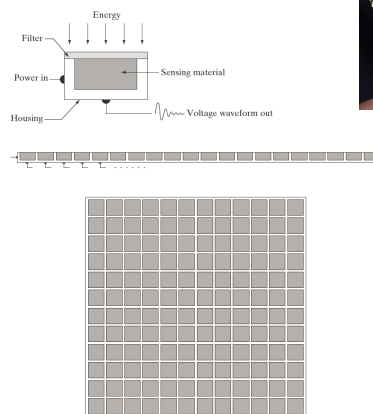 Energy
Filter
Power in
Sensing material
Housing
Voltage waveform out